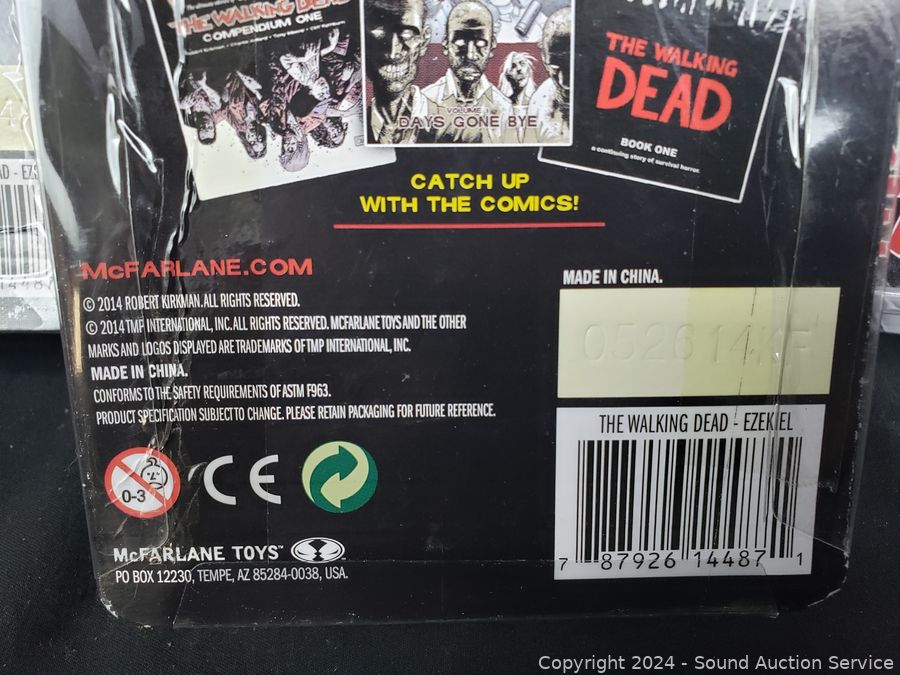 THE WALKING DEAD
COMPENDIUM ONE
VOLUME 1
DAYS GONE BYE
THE WALKING
DEAD
BOOK ONE
a continuing story of survival horror.
CATCH UP
WITH THE COMICS!
McFARLANE.COM
© 2014 ROBERT KIRKMAN. ALL RIGHTS RESERVED.
© 2014 TMP INTERNATIONAL, INC. ALL RIGHTS RESERVED. MCFARLANE TOYS AND THE OTHER
MARKS AND LOGOS DISPLAYED ARE TRADEMARKS OF TMP INTERNATIONAL, INC.
MADE IN CHINA.
CONFORMS TO THE SAFETY REQUIREMENTS OF ASTM F963.
PRODUCT SPECIFICATION SUBJECT TO CHANGE. PLEASE RETAIN PACKAGING FOR FUTURE REFERENCE.
0-3
CE
McFARLANE TOYS™
PO BOX 12230, TEMPE, AZ 85284-0038, USA.
MADE IN CHINA.
052614KF
THE WALKING DEAD - EZEKIEL
7 87926 14487 1
Copyright 2024 - Sound Auction Service